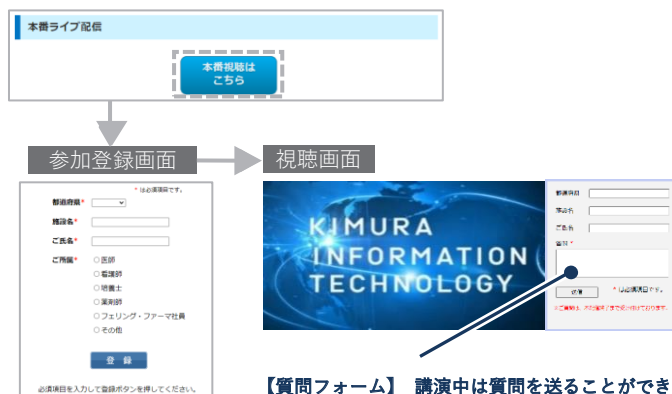 本番ライブ配信
本番視聴は
こちら
参加登録画面
視聴画面
* は必須項目です。
都道府県*
施設名*
ご氏名*
ご所属*
医師
看護師
培養士
薬剤師
フェリング・ファーマ社員
その他
登 録
必須項目を入力して登録ボタンを押してください。
KIMURA
INFORMATION
TECHNOLOGY
都道府県
施設名
ご氏名
質問 *
送信
* は必須項目です。
【質問フォーム】 講演中は質問を送ることができ